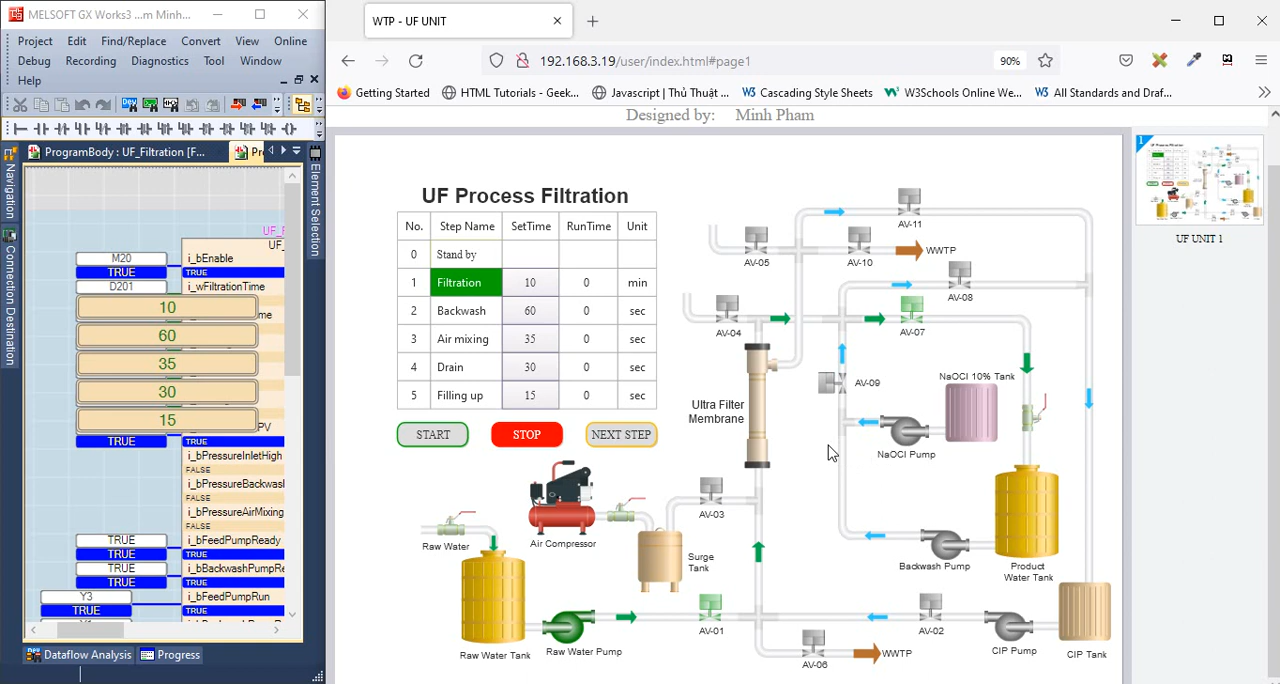 MELSOFT GX Works3 ...m Minh...
Project Edit Find/Replace Convert View Online
Debug Recording Diagnostics Tool Window
Help
ProgramBody : UF_Filtration [F...
Navigation
Connection Destination
Element Selection
M20
TRUE
i_bEnable
TRUE
D201
i_wFiltrationTime
10
60
35
30
15
TRUE
TRUE
i_bPressureInletHigh
FALSE
i_bPressureBackwash
FALSE
i_bPressureAirMixing
FALSE
TRUE
i_bFeedPumpReady
TRUE
TRUE
TRUE
i_bBackwashPumpRe
TRUE
TRUE
Y3
i_bFeedPumpRun
TRUE
TRUE
Dataflow Analysis
Progress
WTP - UF UNIT
192.168.3.19/user/index.html#page1
90%
Getting Started
HTML Tutorials - Geek...
Javascript | Thủ Thuật ...
Cascading Style Sheets
W3Schools Online We...
All Standards and Draf...
Designed by: Minh Pham
UF Process Filtration
No. Step Name SetTime RunTime Unit
0 Stand by
1 Filtration 10 0 min
2 Backwash 60 0 sec
3 Air mixing 35 0 sec
4 Drain 30 0 sec
5 Filling up 15 0 sec
START STOP NEXT STEP
AV-11
AV-05
AV-10
WWTP
AV-08
AV-04
AV-07
AV-09
NaOCI 10% Tank
Ultra Filter
Membrane
NaOCI Pump
AV-03
Air Compressor
Raw Water
Surge
Tank
Backwash Pump
Product
Water Tank
AV-01
AV-02
Raw Water Tank
Raw Water Pump
AV-06
WWTP
CIP Pump
CIP Tank
1
UF UNIT 1